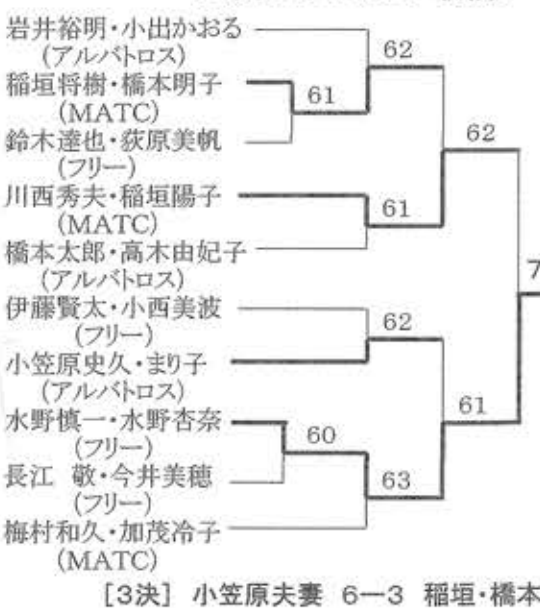 岩井裕明・小出かおる
(アルバトロス)
稲垣将樹・橋本明子
(MATC)
鈴木達也・荻原美帆
(フリー)
川西秀夫・稲垣陽子
(MATC)
橋本太郎・高木由妃子
(アルバトロス)
伊藤賢太・小西美波
(フリー)
小笠原史久・まり子
(アルバトロス)
水野慎一・水野杏奈
(フリー)
長江 敬・今井美穂
(フリー)
梅村和久・加茂冷子
(MATC)
62
61
62
61
7
62
61
60
63
[3決] 小笠原夫妻 6―3 稲垣・橋本